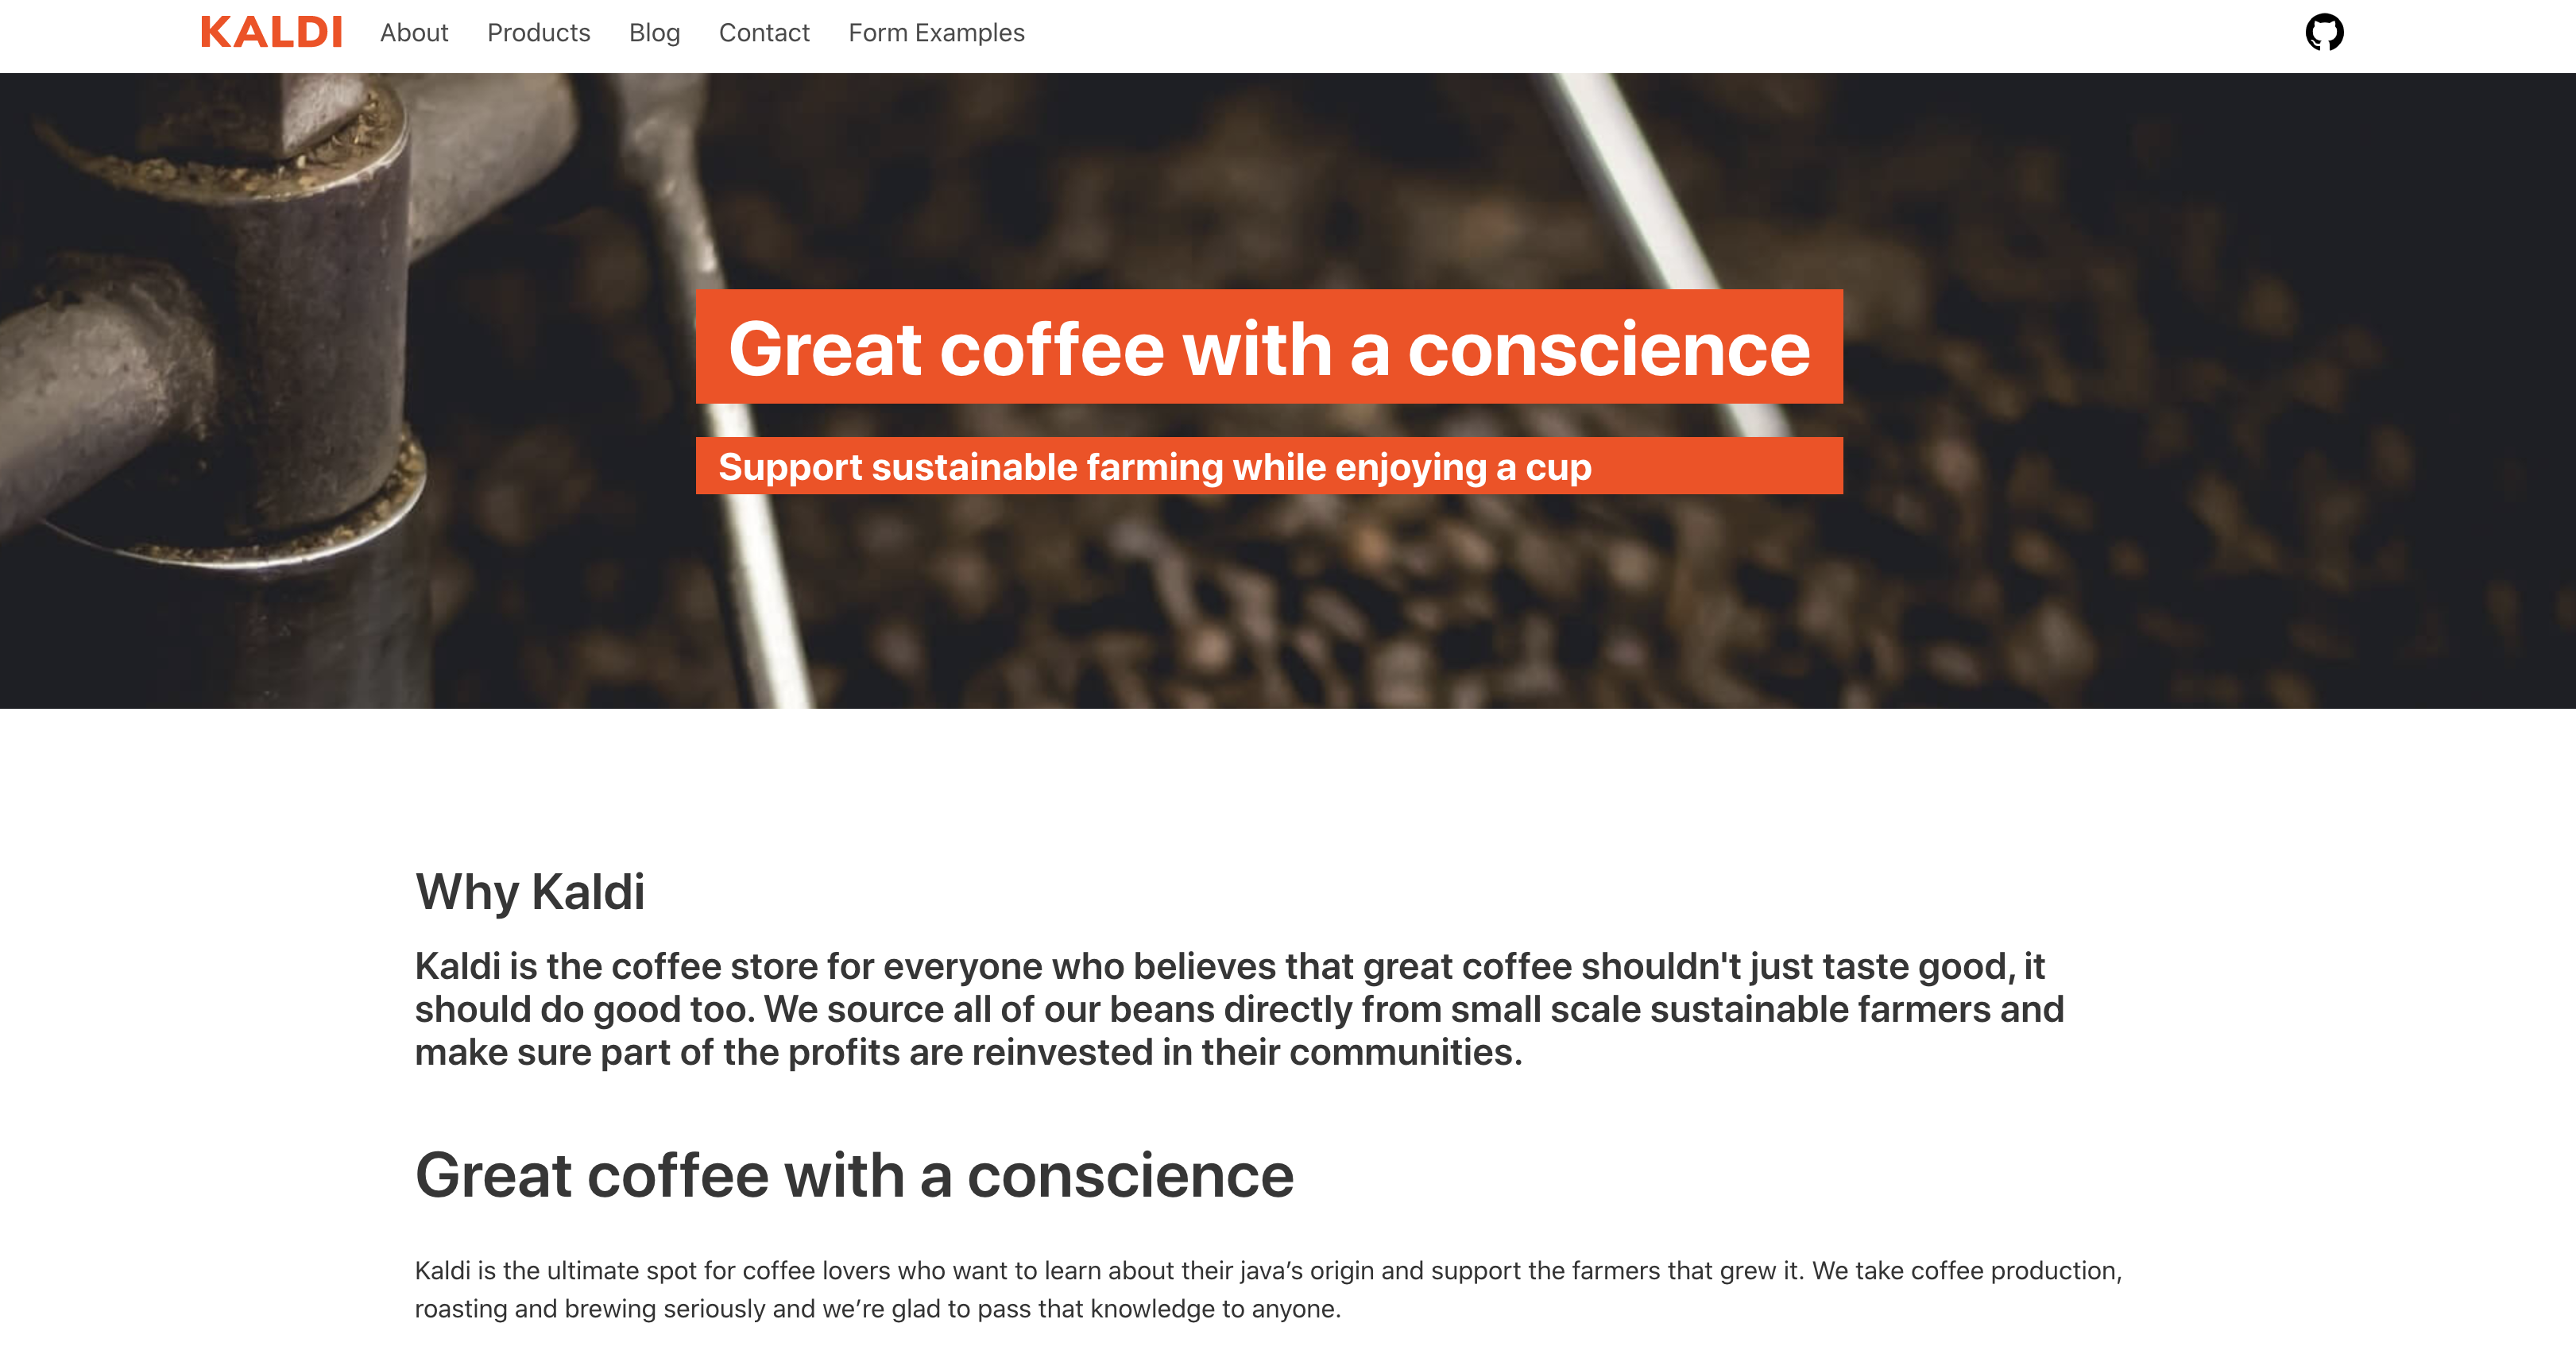 KALDI About Products Blog Contact Form Examples
Great coffee with a conscience
Support sustainable farming while enjoying a cup
Why Kaldi
Kaldi is the coffee store for everyone who believes that great coffee shouldn't just taste good, it
should do good too. We source all of our beans directly from small scale sustainable farmers and
make sure part of the profits are reinvested in their communities.
Great coffee with a conscience
Kaldi is the ultimate spot for coffee lovers who want to learn about their java’s origin and support the farmers that grew it. We take coffee production,
roasting and brewing seriously and we’re glad to pass that knowledge to anyone.